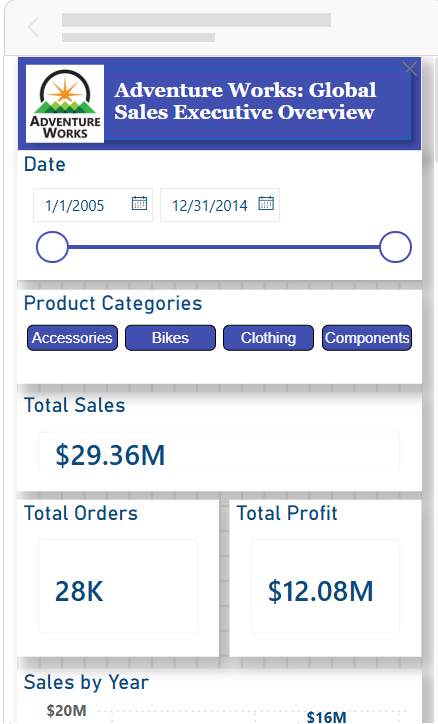 ADVENTURE
WORKS
Adventure Works: Global
Sales Executive Overview
Date
1/1/2005
12/31/2014
Product Categories
Accessories
Bikes
Clothing
Components
Total Sales
$29.36M
Total Orders
Total Profit
28K
$12.08M
Sales by Year
$20M
$16M